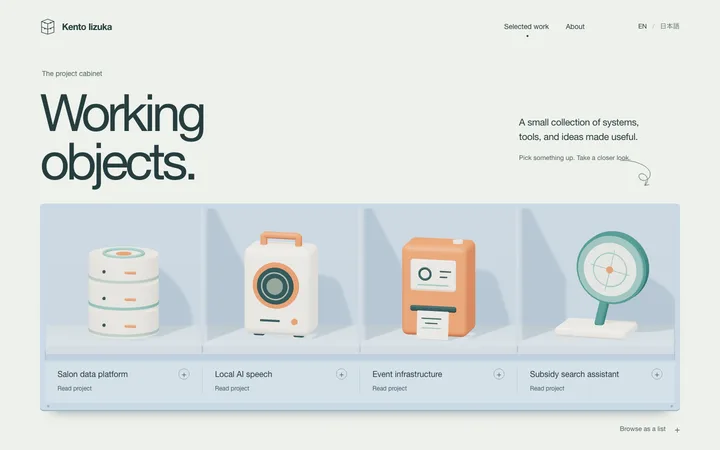 Kento Iizuka
Selected work
About
EN / 日本語
The project cabinet
Working
objects.
A small collection of systems,
tools, and ideas made useful.
Pick something up. Take a closer look.
Salon data platform
Read project
Local AI speech
Read project
Event infrastructure
Read project
Subsidy search assistant
Read project
Browse as a list +